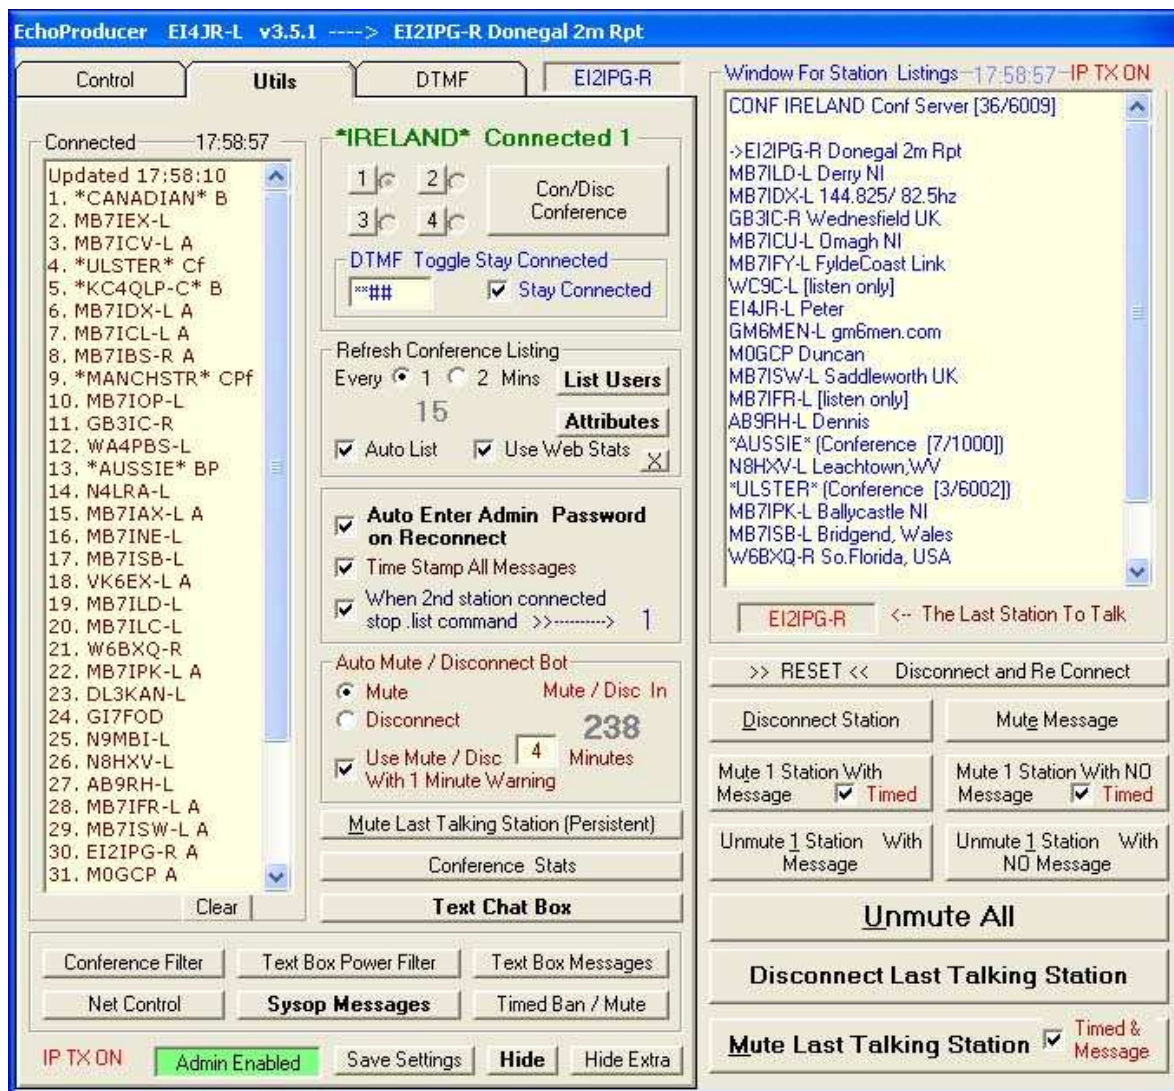 EchoProducer EI4JR-L v3.5.1 ----> EI2IPG-R Donegal 2m Rpt
Control
Utils
DTMF
EI2IPG-R
Connected 17:58:57
Updated 17:58:10
1. *CANADIAN* B
2. MB7IEX-L
3. MB7ICV-L A
4. *ULSTER* Cf
5. *KC4QLP-C* B
6. MB7IDX-L A
7. MB7ICL-L A
8. MB7IBS-R A
9. *MANCHSTR* CPf
10. MB7IOP-L
11. GB3IC-R
12. WA4PBS-L
13. *AUSSIE* BP
14. N4LRA-L
15. MB7IAX-L A
16. MB7INE-L
17. MB7ISB-L
18. VK6EX-L A
19. MB7ILD-L
20. MB7ILC-L
21. W6BXQ-R
22. MB7IPK-L A
23. DL3KAN-L
24. GI7FOD
25. N9MBI-L
26. N8HXV-L
27. AB9RH-L
28. MB7IFR-L A
29. MB7ISW-L A
30. EI2IPG-R A
31. M0GCP A
Clear
*IRELAND* Connected 1
1 2
3 4
Con/Disc
Conference
DTMF Toggle Stay Connected
**##
Stay Connected
Refresh Conference Listing
Every 1 2 Mins
List Users
15
Attributes
Auto List
Use Web Stats
X
Auto Enter Admin Password
on Reconnect
Time Stamp All Messages
When 2nd station connected
stop .list command >>----------> 1
Auto Mute / Disconnect Bot
Mute
Mute / Disc In
Disconnect
238
Use Mute / Disc 4 Minutes
With 1 Minute Warning
Mute Last Talking Station (Persistent)
Conference Stats
Text Chat Box
Conference Filter
Text Box Power Filter
Text Box Messages
Net Control
Sysop Messages
Timed Ban / Mute
IP TX ON
Admin Enabled
Save Settings
Hide
Hide Extra
Window For Station Listings 17:58:57 IP TX ON
CONF IRELAND Conf Server [36/6009]
->EI2IPG-R Donegal 2m Rpt
MB7ILD-L Derry NI
MB7IDX-L 144.825/ 82.5hz
GB3IC-R Wednesfield UK
MB7ICU-L Omagh NI
MB7IFY-L FyldeCoast Link
WC9C-L [listen only]
EI4JR-L Peter
GM6MEN-L gm6men.com
M0GCP Duncan
MB7ISW-L Saddleworth UK
MB7IFR-L [listen only]
AB9RH-L Dennis
*AUSSIE* (Conference [7/1000])
N8HXV-L Leachtown,WV
*ULSTER* (Conference [3/6002])
MB7IPK-L Ballycastle NI
MB7ISB-L Bridgend, Wales
W6BXQ-R So.Florida, USA
EI2IPG-R
<-- The Last Station To Talk
>> RESET << Disconnect and Re Connect
Disconnect Station
Mute Message
Mute 1 Station With
Message Timed
Mute 1 Station With NO
Message Timed
Unmute 1 Station With
Message
Unmute 1 Station With
NO Message
Unmute All
Disconnect Last Talking Station
Mute Last Talking Station
Timed &
Message